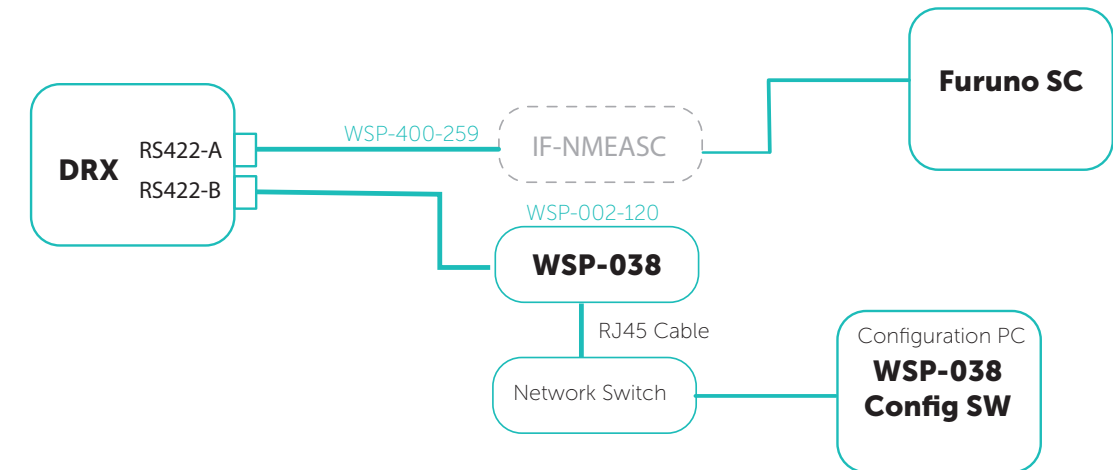 Furuno SC
DRX
RS422-A
RS422-B
WSP-400-259
IF-NMEASC
WSP-002-120
WSP-038
RJ45 Cable
Network Switch
Configuration PC
WSP-038
Config SW